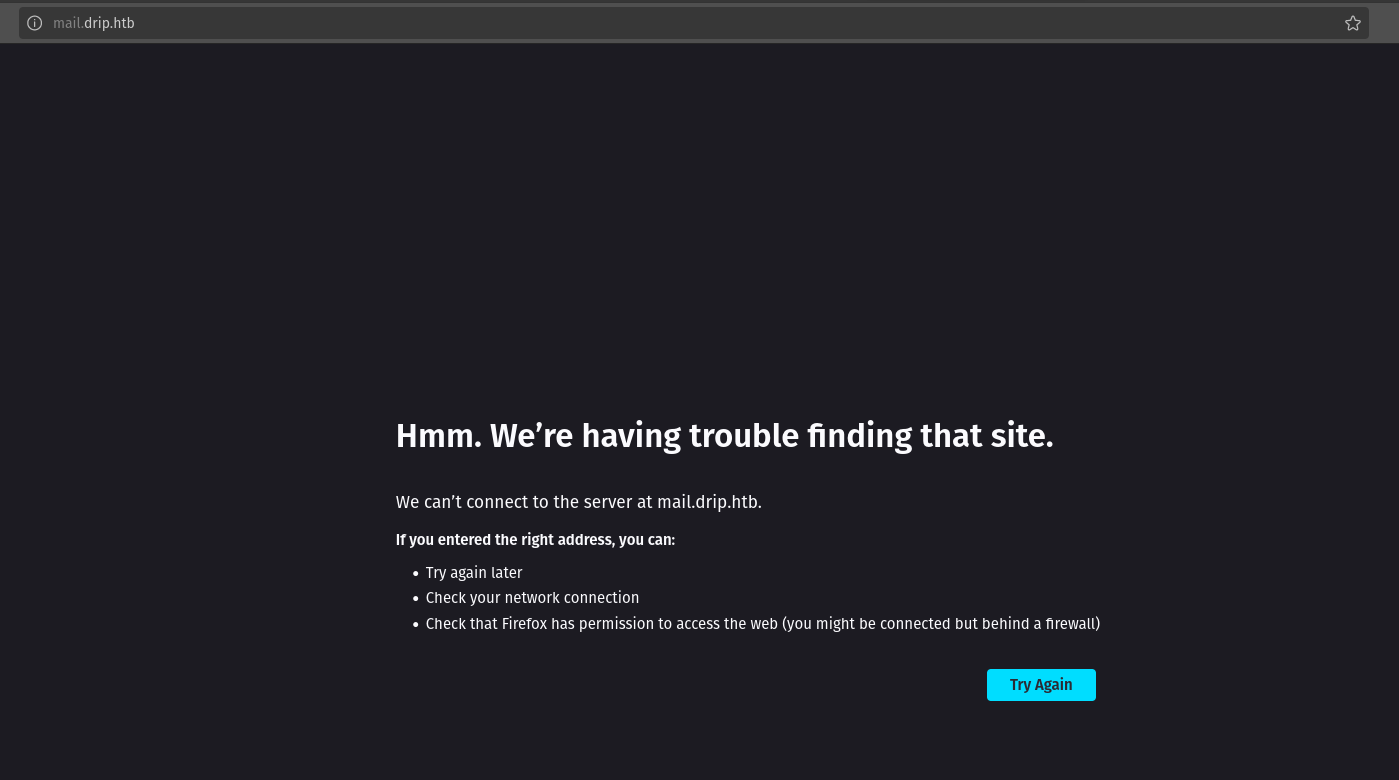 mail.drip.htb
Hmm. We’re having trouble finding that site.
We can’t connect to the server at mail.drip.htb.
If you entered the right address, you can:
• Try again later
• Check your network connection
• Check that Firefox has permission to access the web (you might be connected but behind a firewall)
Try Again